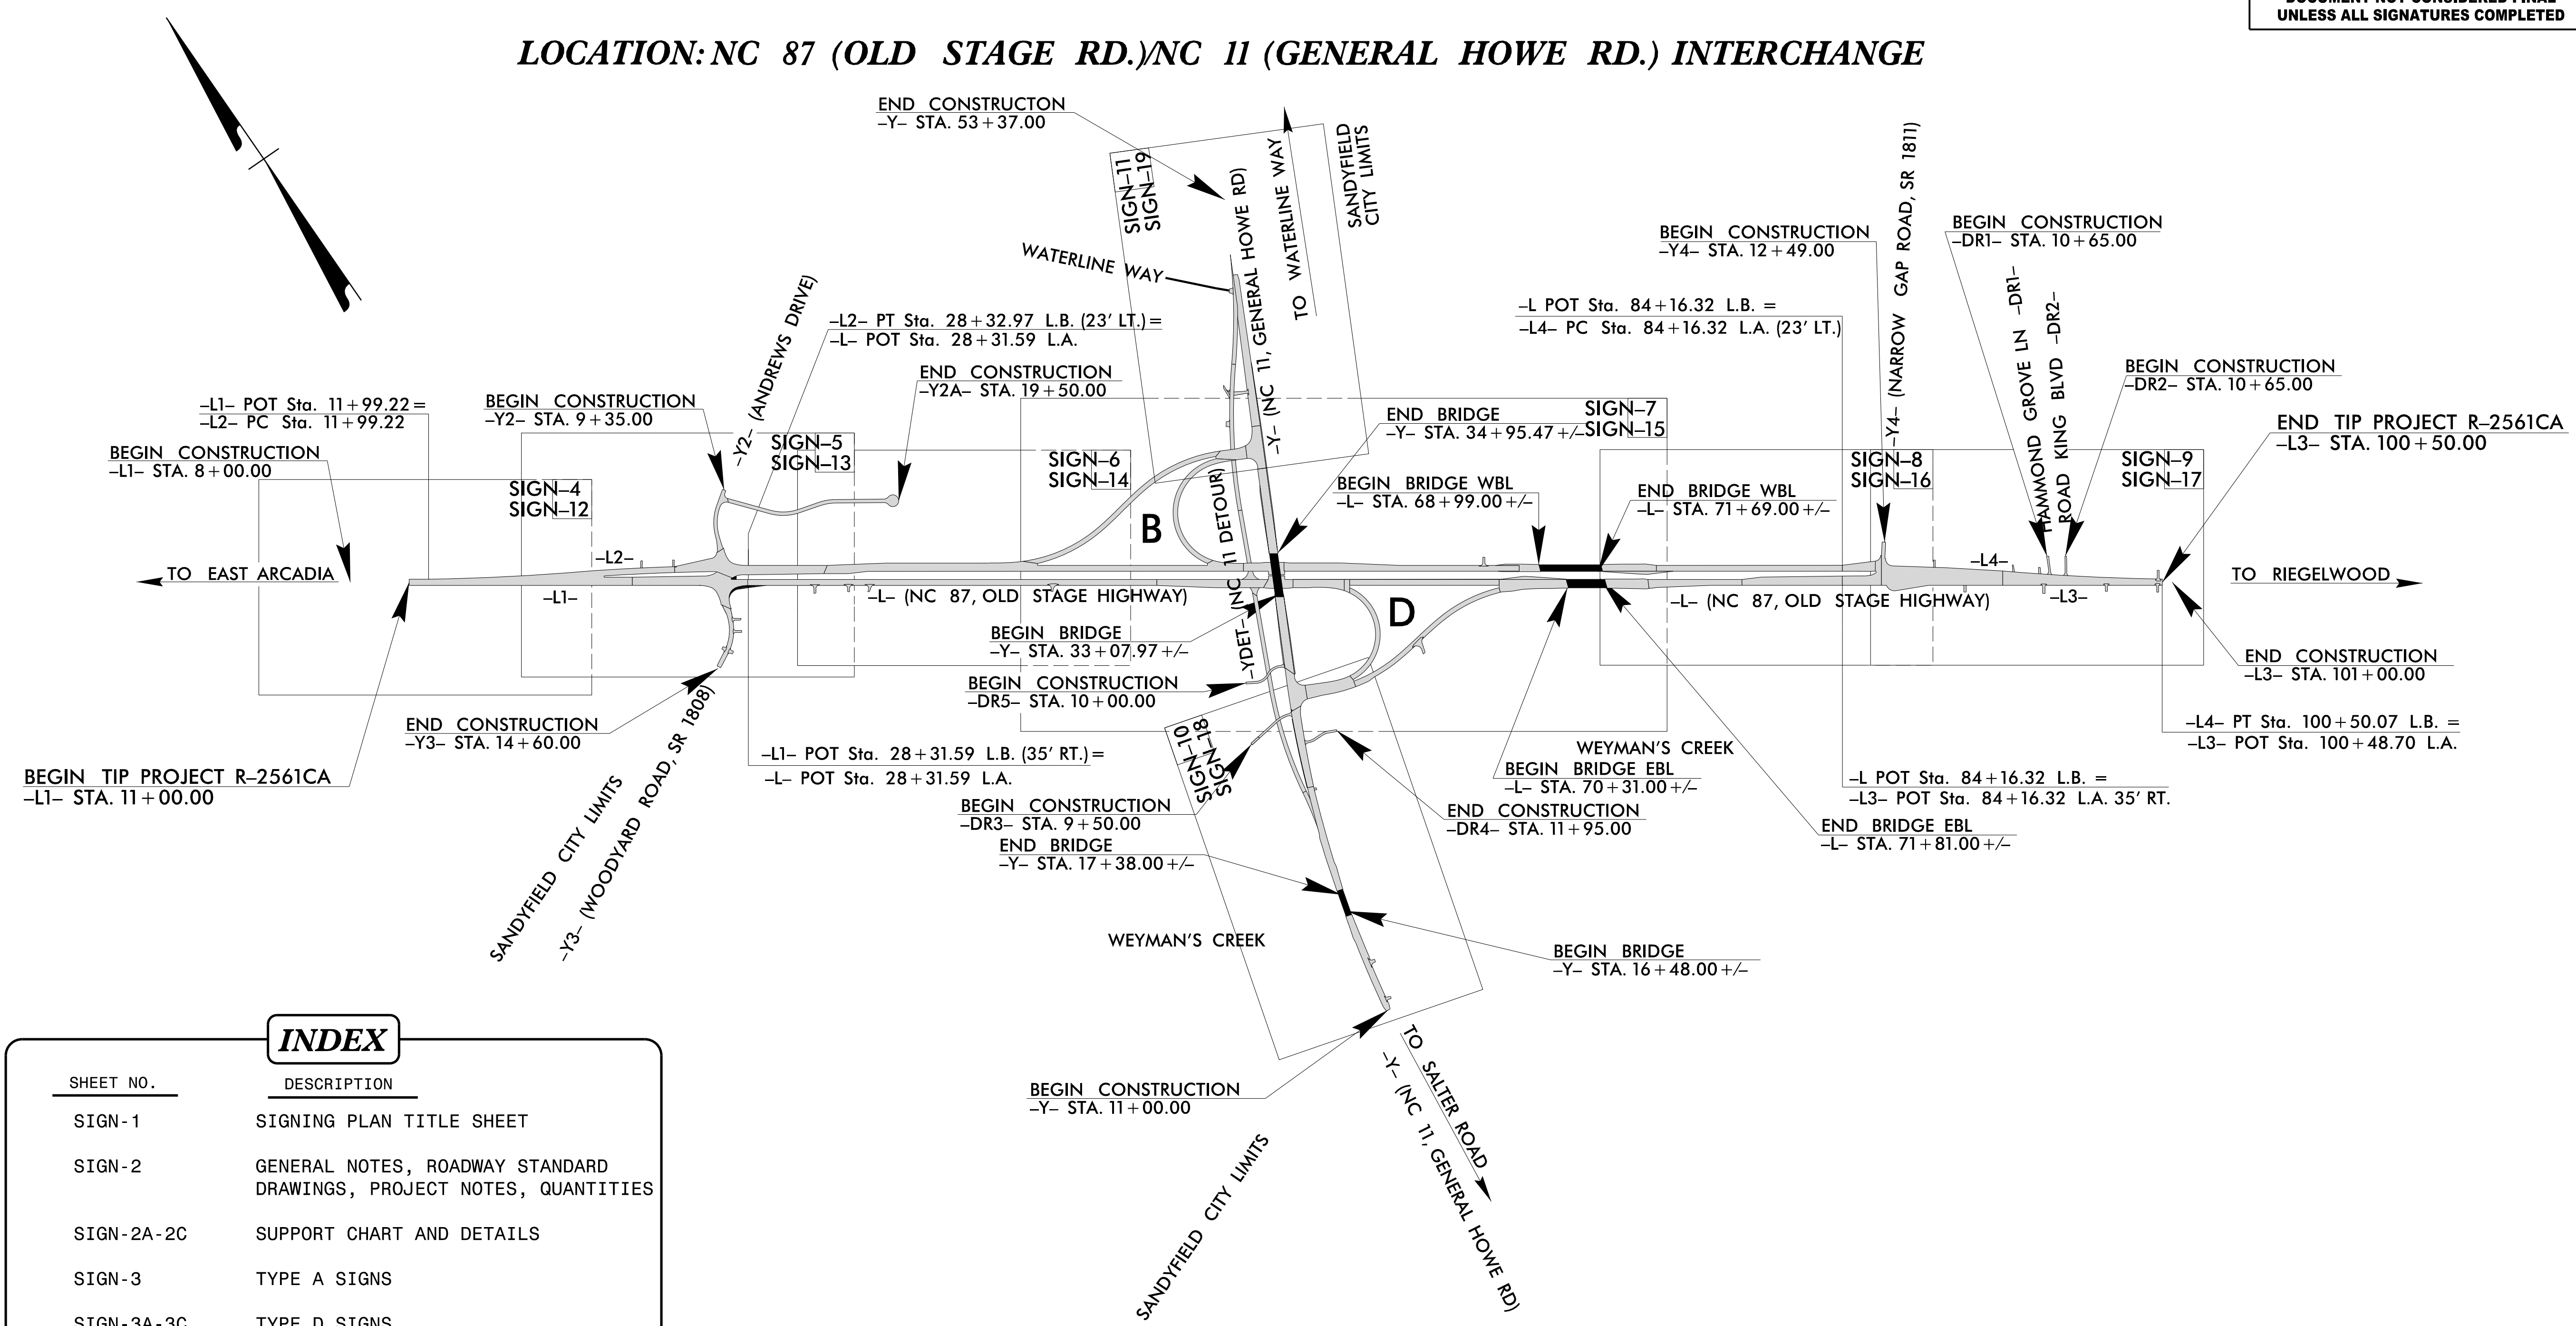 DOCUMENT NOT CONSIDERED FINAL
UNLESS ALL SIGNATURES COMPLETED
LOCATION: NC 87 (OLD STAGE RD.)/NC 11 (GENERAL HOWE RD.) INTERCHANGE
END CONSTRUCTON
-Y- STA. 53+37.00
SIGN-11
SIGN-19
-Y- (NC 11, GENERAL HOWE RD)
TO WATERLINE WAY
SANDYFIELD
CITY LIMITS
WATERLINE WAY
BEGIN CONSTRUCTION
-Y4- STA. 12+49.00
-Y4- (NARROW GAP ROAD, SR 1811)
BEGIN CONSTRUCTION
-DR1- STA. 10+65.00
HAMMOND GROVE LN -DR1-
ROAD KING BLVD -DR2-
-L2- PT Sta. 28+32.97 L.B. (23' LT.)=
-L- POT Sta. 28+31.59 L.A.
-L POT Sta. 84+16.32 L.B. =
-L4- PC Sta. 84+16.32 L.A. (23' LT.)
END CONSTRUCTION
-Y2A- STA. 19+50.00
BEGIN CONSTRUCTION
-DR2- STA. 10+65.00
-L1- POT Sta. 11+99.22=
-L2- PC Sta. 11+99.22
BEGIN CONSTRUCTION
-Y2- STA. 9+35.00
-Y2- (ANDREWS DRIVE)
END BRIDGE
-Y- STA. 34+95.47+/-
SIGN-7
SIGN-15
END TIP PROJECT R-2561CA
-L3- STA. 100+50.00
BEGIN CONSTRUCTION
-L1- STA. 8+00.00
SIGN-5
SIGN-13
SIGN-6
SIGN-14
SIGN-8
SIGN-16
SIGN-9
SIGN-17
SIGN-4
SIGN-12
BEGIN BRIDGE WBL
-L- STA. 68+99.00+/-
END BRIDGE WBL
-L- STA. 71+69.00+/-
B
-YDET- (NC 11 DETOUR)
-L2-
-L4-
TO EAST ARCADIA
TO RIEGELWOOD
-L1-
-L- (NC 87, OLD STAGE HIGHWAY)
-L- (NC 87, OLD STAGE HIGHWAY)
-L3-
D
BEGIN BRIDGE
-Y- STA. 33+07.97+/-
END CONSTRUCTION
-L3- STA. 101+00.00
BEGIN CONSTRUCTION
-DR5- STA. 10+00.00
END CONSTRUCTION
-Y3- STA. 14+60.00
-L4- PT Sta. 100+50.07 L.B. =
-L3- POT Sta. 100+48.70 L.A.
SIGN-10
SIGN-18
-L1- POT Sta. 28+31.59 L.B. (35' RT.)=
-L- POT Sta. 28+31.59 L.A.
WEYMAN'S CREEK
BEGIN BRIDGE EBL
-L- STA. 70+31.00+/-
BEGIN TIP PROJECT R-2561CA
-L1- STA. 11+00.00
-L POT Sta. 84+16.32 L.B. =
-L3- POT Sta. 84+16.32 L.A. 35' RT.
BEGIN CONSTRUCTION
-DR3- STA. 9+50.00
END CONSTRUCTION
-DR4- STA. 11+95.00
END BRIDGE EBL
-L- STA. 71+81.00+/-
END BRIDGE
-Y- STA. 17+38.00+/-
SANDYFIELD CITY LIMITS
-Y3- (WOODYARD ROAD, SR 1808)
WEYMAN'S CREEK
BEGIN BRIDGE
-Y- STA. 16+48.00+/-
BEGIN CONSTRUCTION
-Y- STA. 11+00.00
TO SALTER ROAD
-Y- (NC 11, GENERAL HOWE RD)
SANDYFIELD CITY LIMITS
INDEX
SHEET NO. DESCRIPTION
SIGN-1 SIGNING PLAN TITLE SHEET
SIGN-2 GENERAL NOTES, ROADWAY STANDARD
DRAWINGS, PROJECT NOTES, QUANTITIES
SIGN-2A-2C SUPPORT CHART AND DETAILS
SIGN-3 TYPE A SIGNS
SIGN-3A-3C TYPE D SIGNS